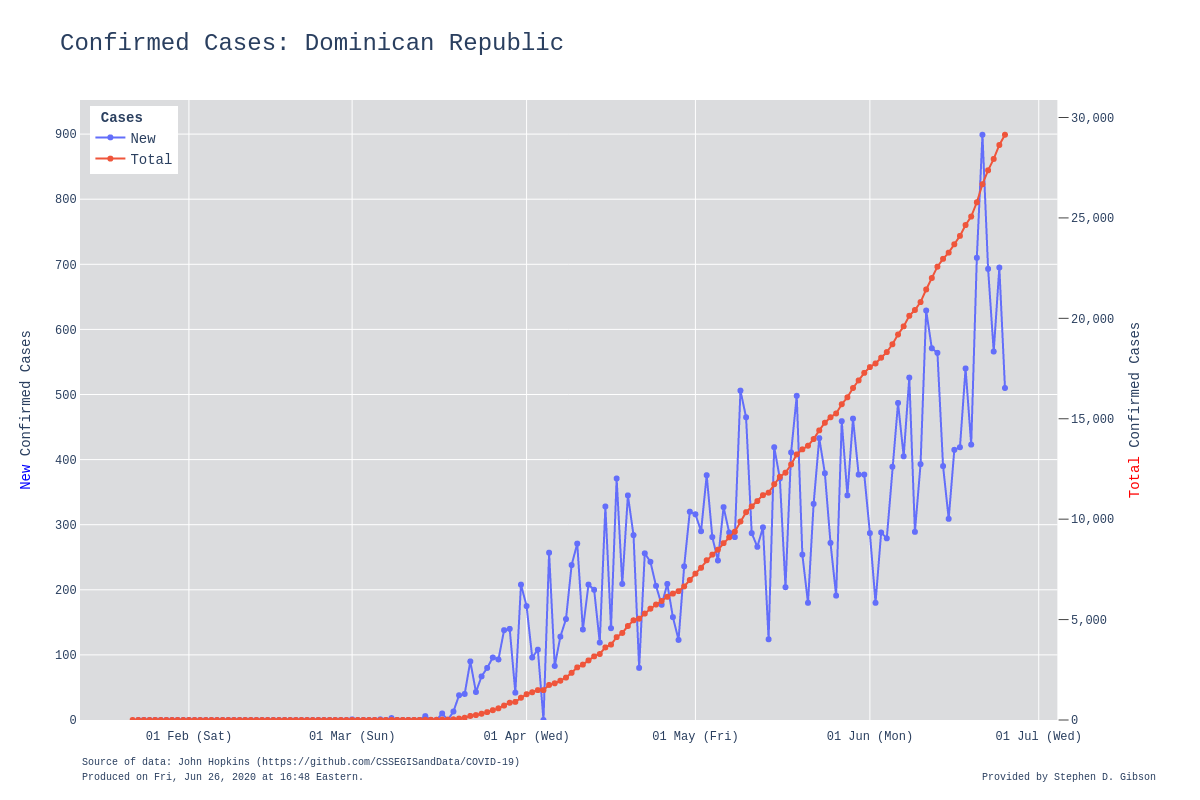 Confirmed Cases: Dominican Republic
Cases
New
Total
900
800
700
600
500
400
300
200
100
0
30,000
25,000
20,000
15,000
10,000
5,000
0
New Confirmed Cases
Total Confirmed Cases
01 Feb (Sat)
01 Mar (Sun)
01 Apr (Wed)
01 May (Fri)
01 Jun (Mon)
01 Jul (Wed)
Source of data: John Hopkins (https://github.com/CSSEGISandData/COVID-19)
Produced on Fri, Jun 26, 2020 at 16:48 Eastern.
Provided by Stephen D. Gibson